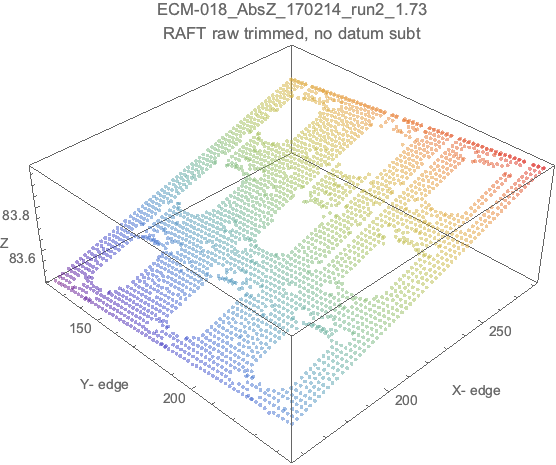 ECM-018_AbsZ_170214_run2_1.73
RAFT raw trimmed, no datum subt
83.8
Z
83.6
150
Y- edge
200
250
X- edge
200